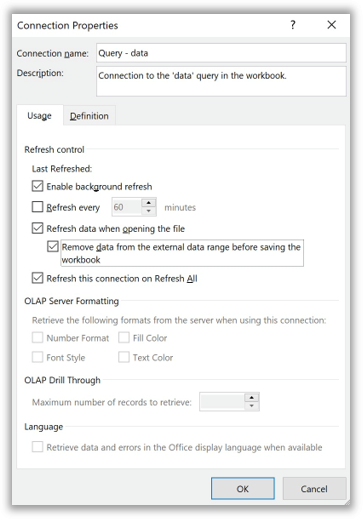 Connection Properties ? ×
Connection name: Query - data
Description: Connection to the 'data' query in the workbook.
Usage Definition
Refresh control
Last Refreshed:
Enable background refresh
Refresh every 60 minutes
Refresh data when opening the file
Remove data from the external data range before saving the
workbook
Refresh this connection on Refresh All
OLAP Server Formatting
Retrieve the following formats from the server when using this connection:
Number Format Fill Color
Font Style Text Color
OLAP Drill Through
Maximum number of records to retrieve:
Language
Retrieve data and errors in the Office display language when available
OK Cancel